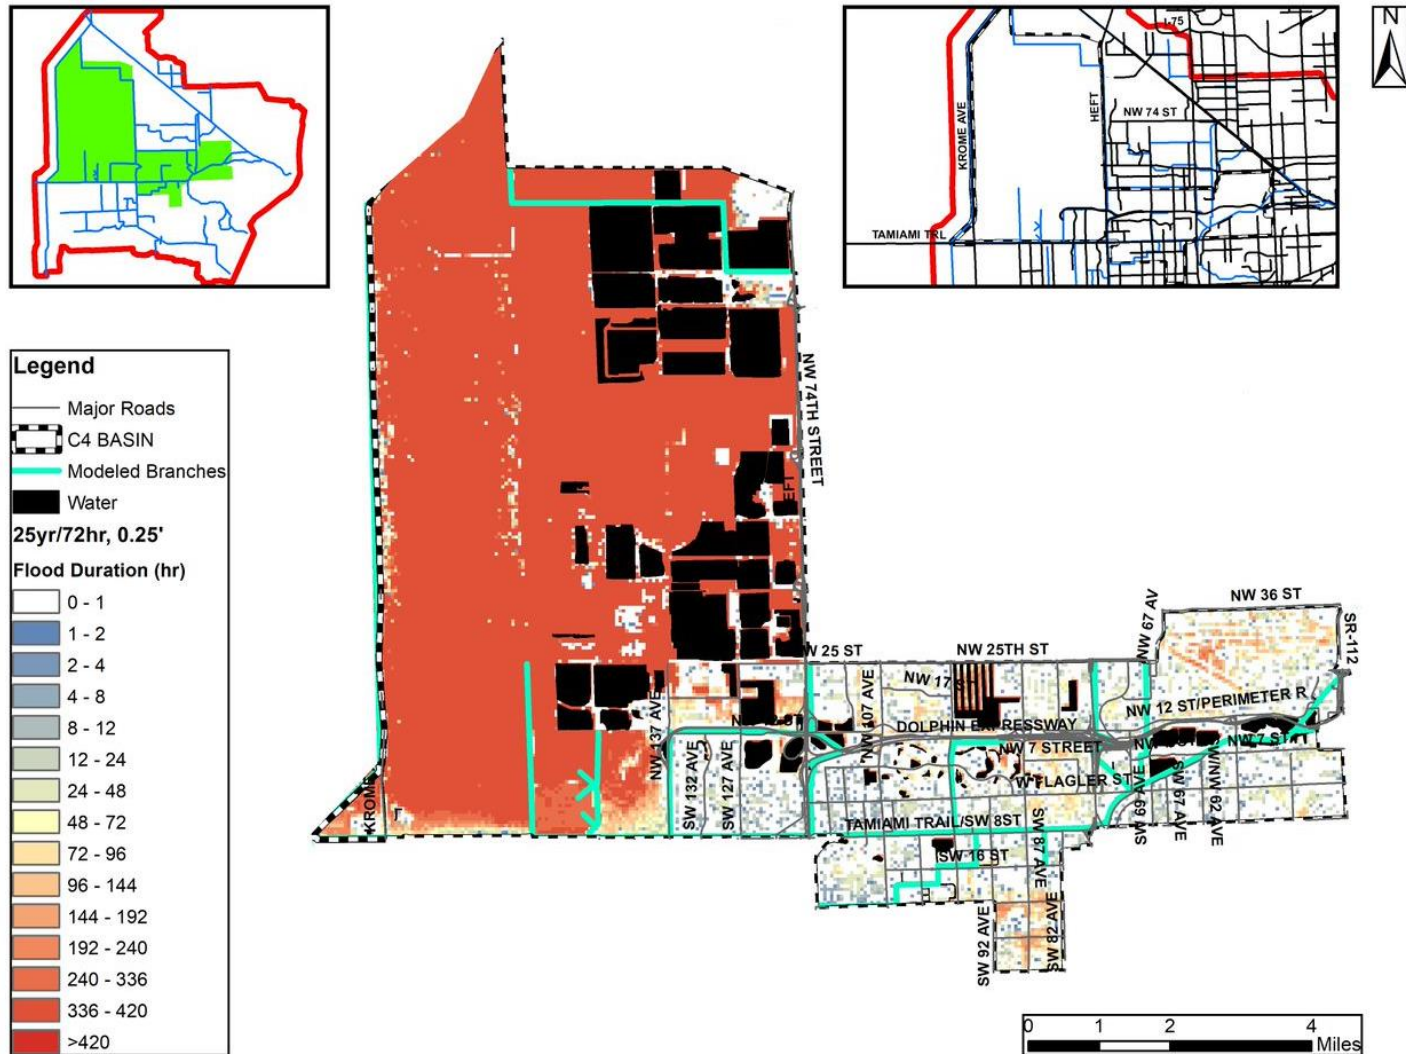 I-75
N
KROME AVE
HEFT
NW 74 ST
TAMIAMI TRL
Legend
Major Roads
C4 BASIN
Modeled Branches
Water
25yr/72hr, 0.25'
Flood Duration (hr)
0 - 1
1 - 2
2 - 4
4 - 8
8 - 12
12 - 24
24 - 48
48 - 72
72 - 96
96 - 144
144 - 192
192 - 240
240 - 336
336 - 420
>420
NW 74TH STREET
NW 36 ST
SR-112
NW 67 AV
W 25 ST
NW 25TH ST
NW 17 ST
NW 107 AVE
NW 12 ST/PERIMETER R
NW 137 AVE
DOLPHIN EXPRESSWAY
NW 7 STREET
NW 7 ST
W FLAGLER ST
SW 132 AVE
SW 127 AVE
SW 69 AVE
SW 67 AVE
W/NW 62 AVE
KROME
TAMIAMI TRAIL/SW 8ST
SW 87 AVE
SW 16 ST
SW 92 AVE
SW 82 AVE
0 1 2 4
Miles